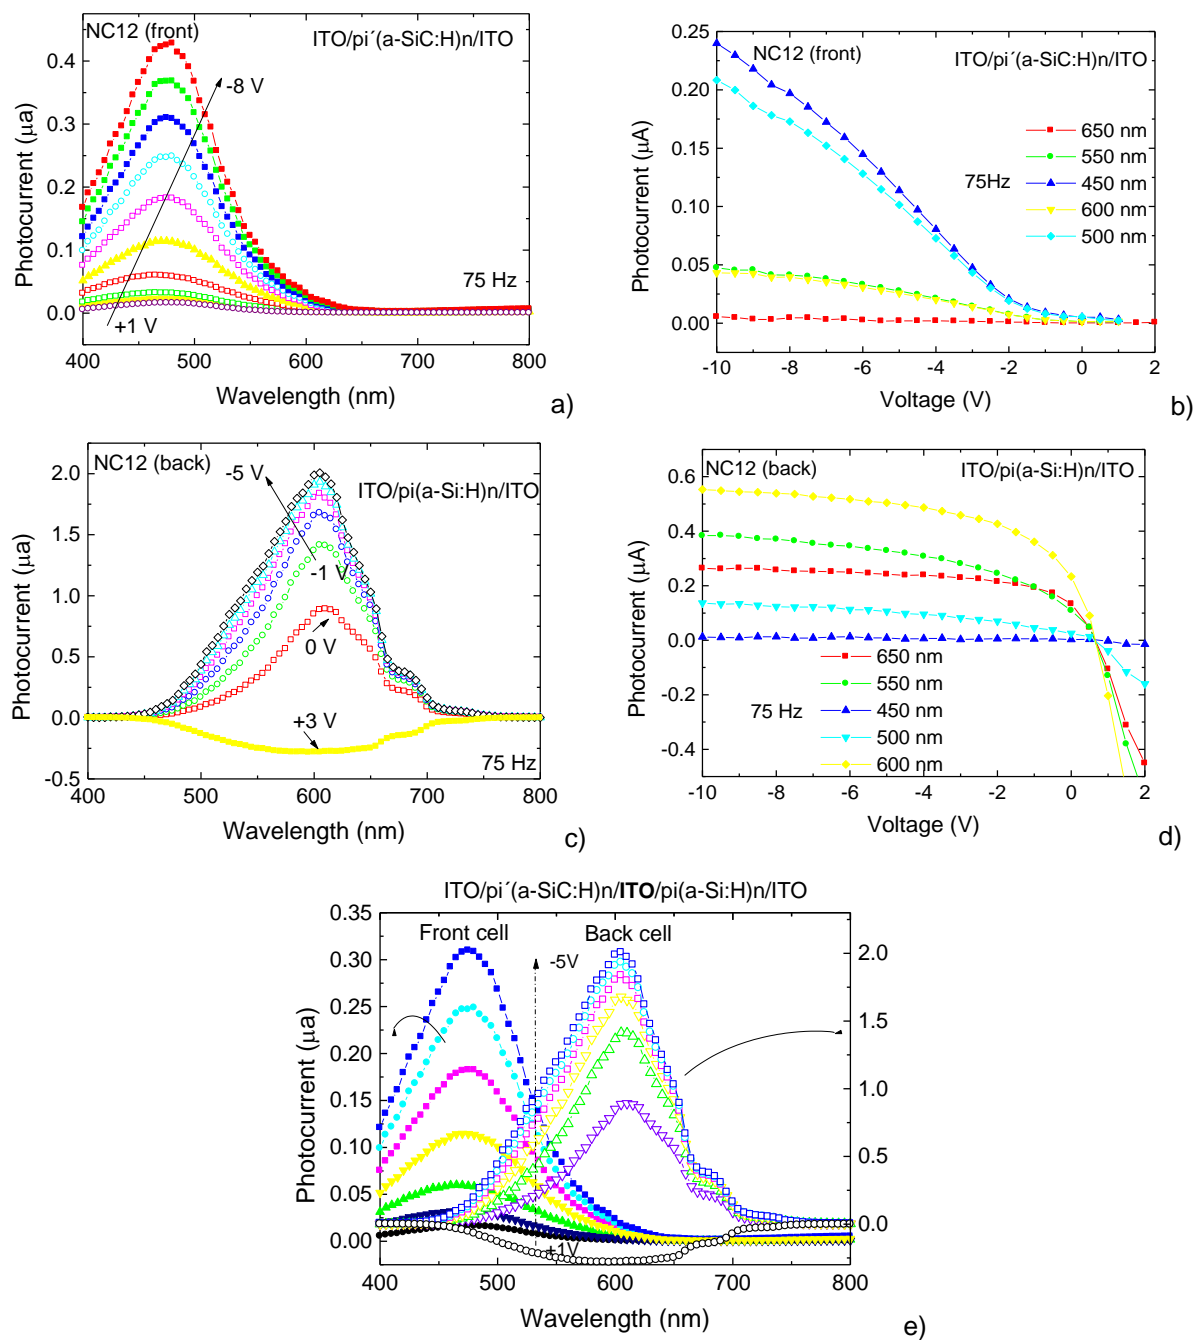 NC12 (front)
ITO/pi´(a-SiC:H)n/ITO
-8 V
+1 V
75 Hz
0.4
0.3
0.2
0.1
0.0
400 500 600 700 800
Photocurrent (µa)
Wavelength (nm)
a)
NC12 (front)
ITO/pi´(a-SiC:H)n/ITO
650 nm
550 nm
450 nm
600 nm
500 nm
75Hz
0.25
0.20
0.15
0.10
0.05
0.00
-10 -8 -6 -4 -2 0 2
Photocurrent (µA)
Voltage (V)
b)
NC12 (back)
ITO/pi(a-Si:H)n/ITO
-5 V
-1 V
0 V
+3 V
75 Hz
2.0
1.5
1.0
0.5
0.0
-0.5
400 500 600 700 800
Photocurrent (µa)
Wavelength (nm)
c)
NC12 (back)
ITO/pi(a-Si:H)n/ITO
650 nm
550 nm
450 nm
500 nm
600 nm
75 Hz
0.6
0.4
0.2
0.0
-0.2
-0.4
-10 -8 -6 -4 -2 0 2
Photocurrent (µA)
Voltage (V)
d)
ITO/pi´(a-SiC:H)n/ITO/pi(a-Si:H)n/ITO
Front cell
Back cell
-5V
+1V
0.35
0.30
0.25
0.20
0.15
0.10
0.05
0.00
2.0
1.5
1.0
0.5
0.0
400 500 600 700 800
Photocurrent (µa)
Wavelength (nm)
e)